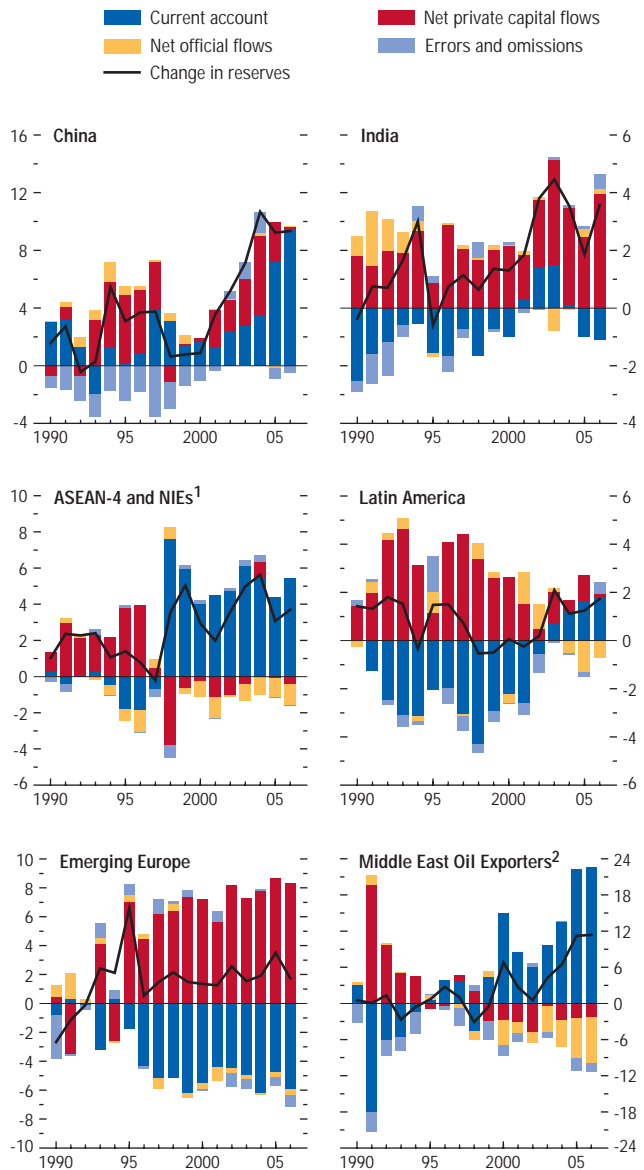 Current account
Net private capital flows
Net official flows
Errors and omissions
Change in reserves
China
India
16
12
8
4
0
-4
6
4
2
0
-2
-4
1990 95 2000 05
1990 95 2000 05
ASEAN-4 and NIEs1
Latin America
10
8
6
4
2
0
-2
-4
-6
6
4
2
0
-2
-4
-6
1990 95 2000 05
1990 95 2000 05
Emerging Europe
Middle East Oil Exporters2
10
8
6
4
2
0
-2
-4
-6
-8
-10
24
18
12
6
0
-6
-12
-18
-24
1990 95 2000 05
1990 95 2000 05